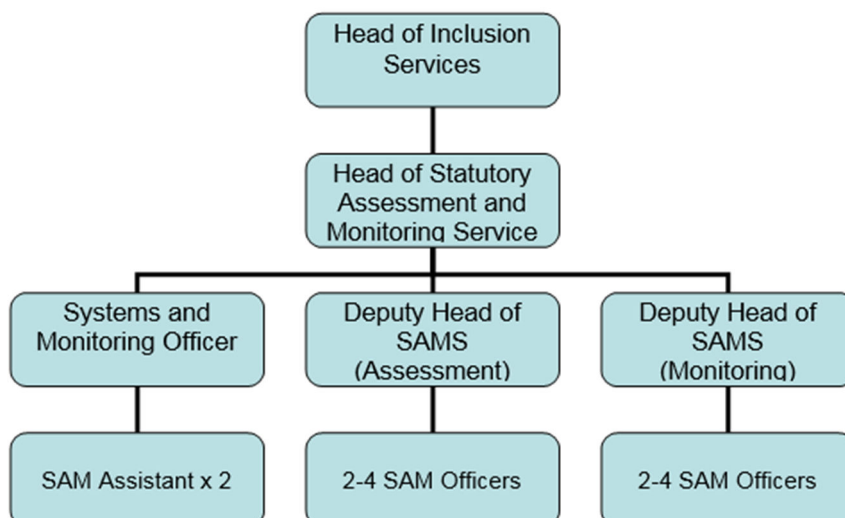 Head of Inclusion
Services
Head of Statutory
Assessment and
Monitoring Service
Systems and
Monitoring Officer
Deputy Head of
SAMS
(Assessment)
Deputy Head of
SAMS
(Monitoring)
SAM Assistant x 2
2-4 SAM Officers
2-4 SAM Officers